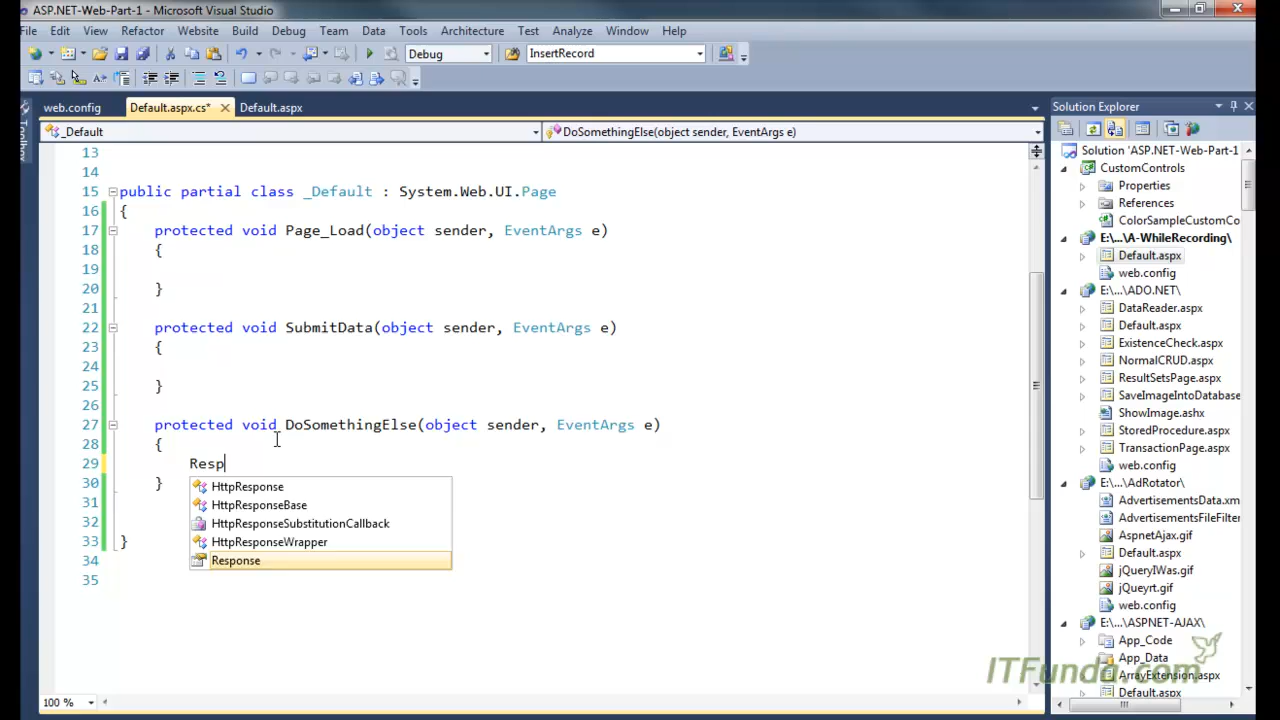 ASP.NET-Web-Part-1 - Microsoft Visual Studio
File Edit View Refactor Website Build Debug Team Data Tools Architecture Test Analyze Window Help
Debug InsertRecord
web.config Default.aspx.cs* Default.aspx
_Default DoSomethingElse(object sender, EventArgs e)
Toolbox
13
14
15 public partial class _Default : System.Web.UI.Page
16 {
17 protected void Page_Load(object sender, EventArgs e)
18 {
19
20 }
21
22 protected void SubmitData(object sender, EventArgs e)
23 {
24
25 }
26
27 protected void DoSomethingElse(object sender, EventArgs e)
28 {
29 Resp
30 }
31
32
33 }
34
35
HttpResponse
HttpResponseBase
HttpResponseSubstitutionCallback
HttpResponseWrapper
Response
100 %
Solution Explorer
Solution 'ASP.NET-Web-Part-1
CustomControls
Properties
References
ColorSampleCustomCo
E:\...\A-WhileRecording\
Default.aspx
web.config
E:\...\ADO.NET\
DataReader.aspx
Default.aspx
ExistenceCheck.aspx
NormalCRUD.aspx
ResultSetsPage.aspx
SaveImageIntoDatabase
ShowImage.ashx
StoredProcedure.aspx
TransactionPage.aspx
web.config
E:\...\AdRotator\
AdvertisementsData.xm
AdvertisementsFileFilter
AspnetAjax.gif
Default.aspx
jQueryIWas.gif
jQueryrt.gif
web.config
E:\...\ASPNET-AJAX\
App_Code
App_Data
ArrayExtension.aspx
Default.aspx
ITFunda.com